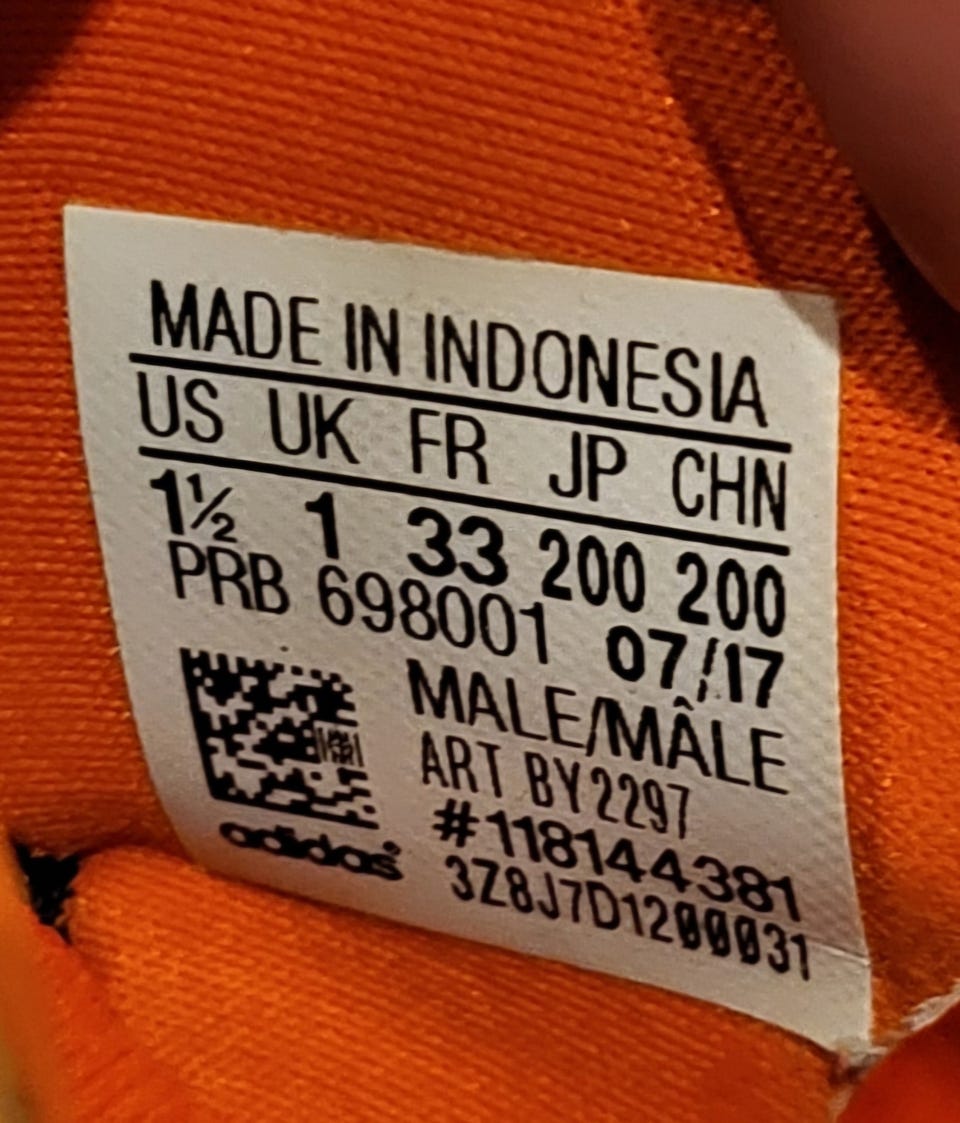 MADE IN INDONESIA
US UK FR JP CHN
1½ 1 33 200 200
PRB 698001 07/17
MALE/MÂLE
ART BY2297
#118144381
3Z8J7D1200031
adidas®